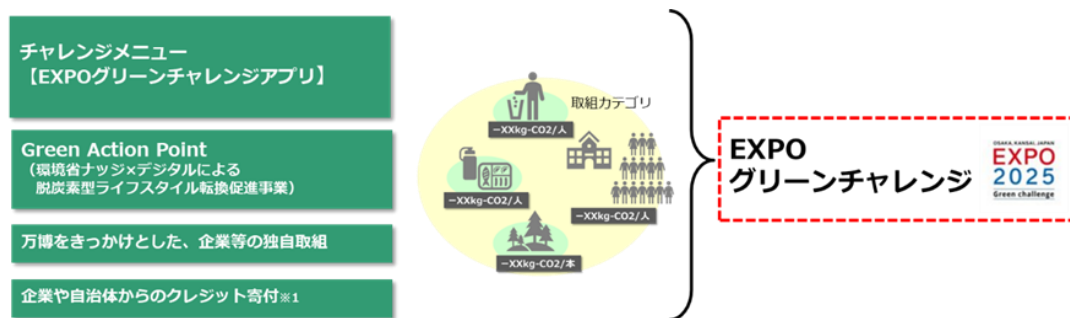 チャレンジメニュー
【EXPOグリーンチャレンジアプリ】
Green Action Point
（環境省ナッジ×デジタルによる
脱炭素型ライフスタイル転換促進事業）
万博をきっかけとした、企業等の独自取組
企業や自治体からのクレジット寄付※1
取組カテゴリ
－XXkg-CO2/人
－XXkg-CO2/人
－XXkg-CO2/人
－XXkg-CO2/本
EXPO
グリーンチャレンジ
OSAKA, KANSAI, JAPAN
EXPO
2025
Green challenge